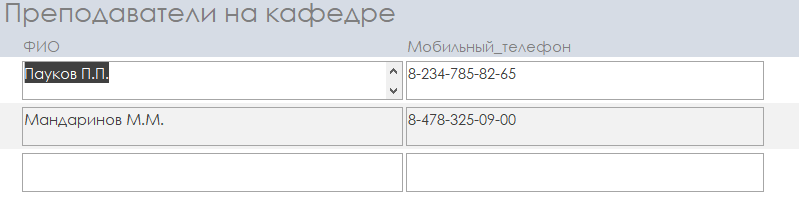 Преподаватели на кафедре
ФИО Мобильный_телефон
Пауков П.П. 8-234-785-82-65
Мандаринов М.М. 8-478-325-09-00